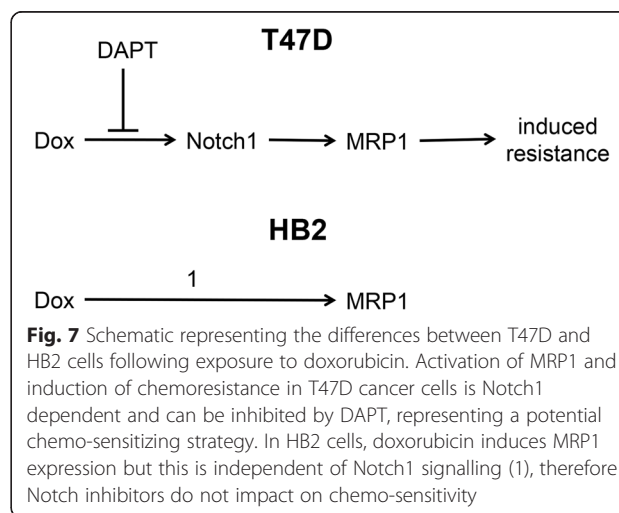 T47D
DAPT
Dox Notch1 MRP1 induced
resistance
HB2
1
Dox MRP1
Fig. 7 Schematic representing the differences between T47D and
HB2 cells following exposure to doxorubicin. Activation of MRP1 and
induction of chemoresistance in T47D cancer cells is Notch1
dependent and can be inhibited by DAPT, representing a potential
chemo-sensitizing strategy. In HB2 cells, doxorubicin induces MRP1
expression but this is independent of Notch1 signalling (1), therefore
Notch inhibitors do not impact on chemo-sensitivity